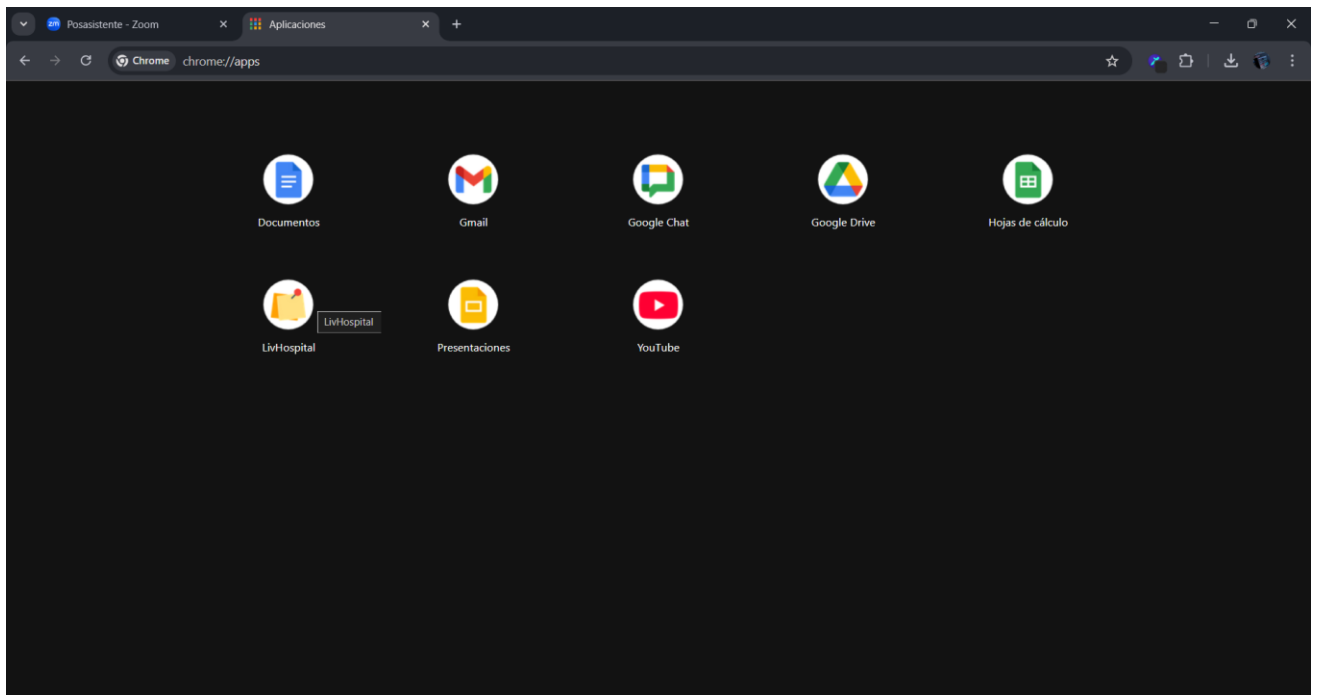 zm Posasistente - Zoom
Aplicaciones
Chrome chrome://apps
Documentos Gmail Google Chat Google Drive Hojas de cálculo
LivHospital
LivHospital Presentaciones YouTube